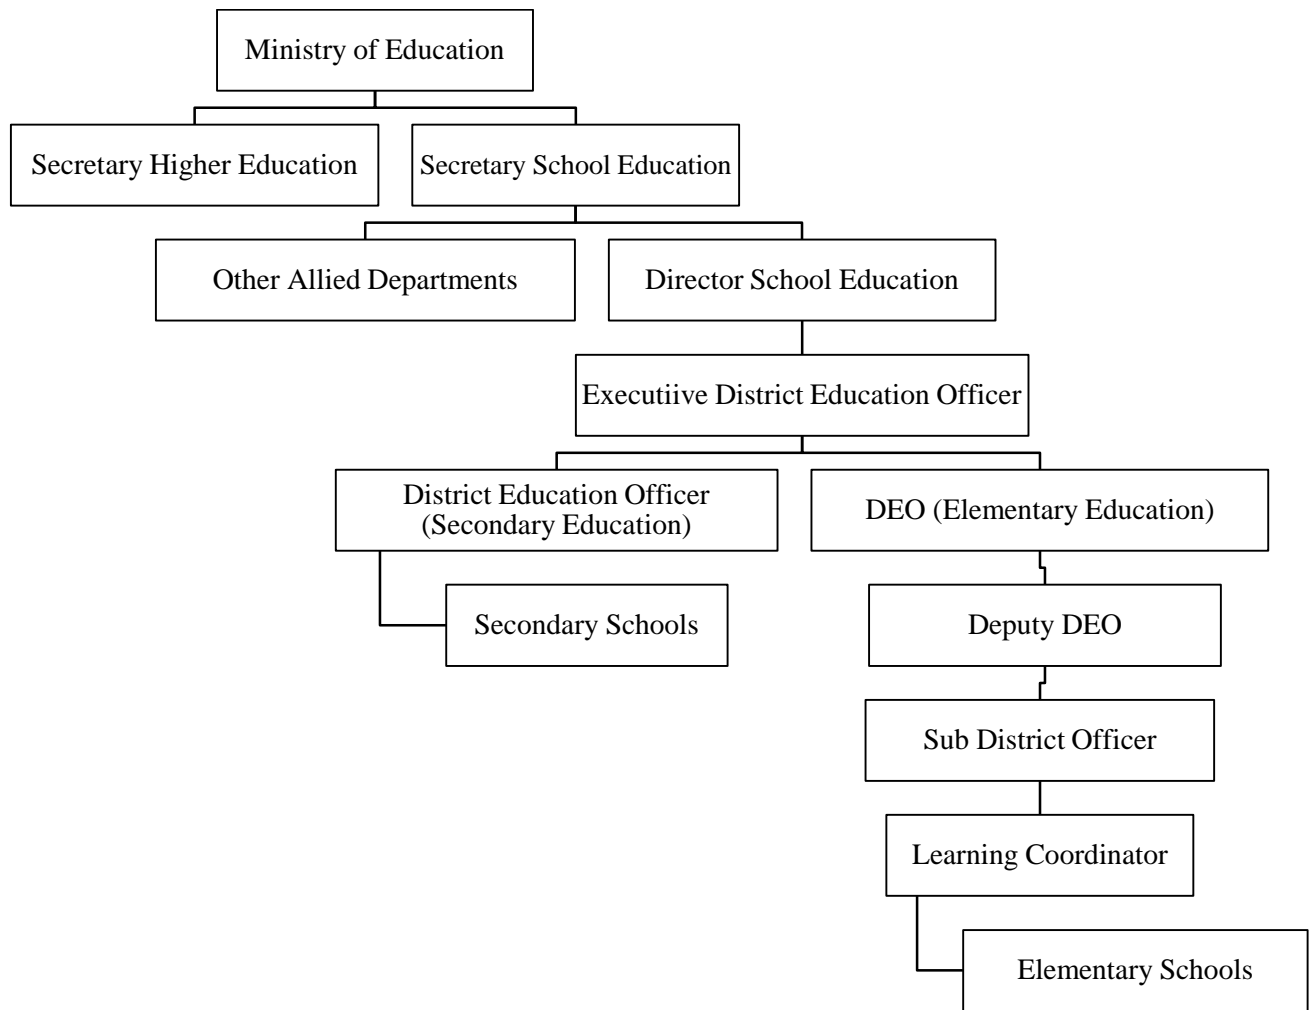 Ministry of Education
Secretary Higher Education
Secretary School Education
Other Allied Departments
Director School Education
Executiive District Education Officer
District Education Officer
(Secondary Education)
DEO (Elementary Education)
Secondary Schools
Deputy DEO
Sub District Officer
Learning Coordinator
Elementary Schools